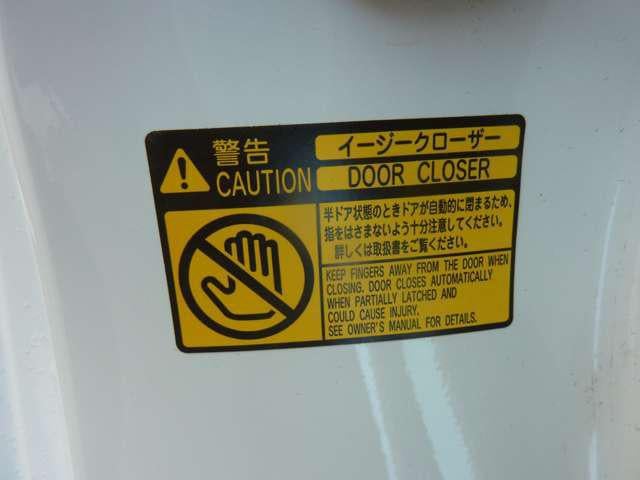 警告
CAUTION
イージークローザー
DOOR CLOSER
半ドア状態のときドアが自動的に閉まるため、
指をはさまないよう十分注意してください。
詳しくは取扱書をご覧ください。
KEEP FINGERS AWAY FROM THE DOOR WHEN
CLOSING. DOOR CLOSES AUTOMATICALLY
WHEN PARTIALLY LATCHED AND
COULD CAUSE INJURY.
SEE OWNER'S MANUAL FOR DETAILS.